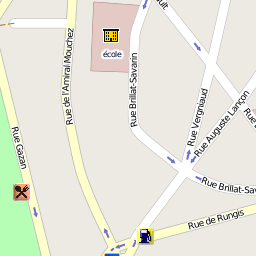 ult
école
Rue de l'Amiral Mouchez
Rue Brillat-Savarin
Rue Vergniaud
Rue Auguste Lançon
Rue Gazan
Rue Brillat-Sav
Rue de Rungis